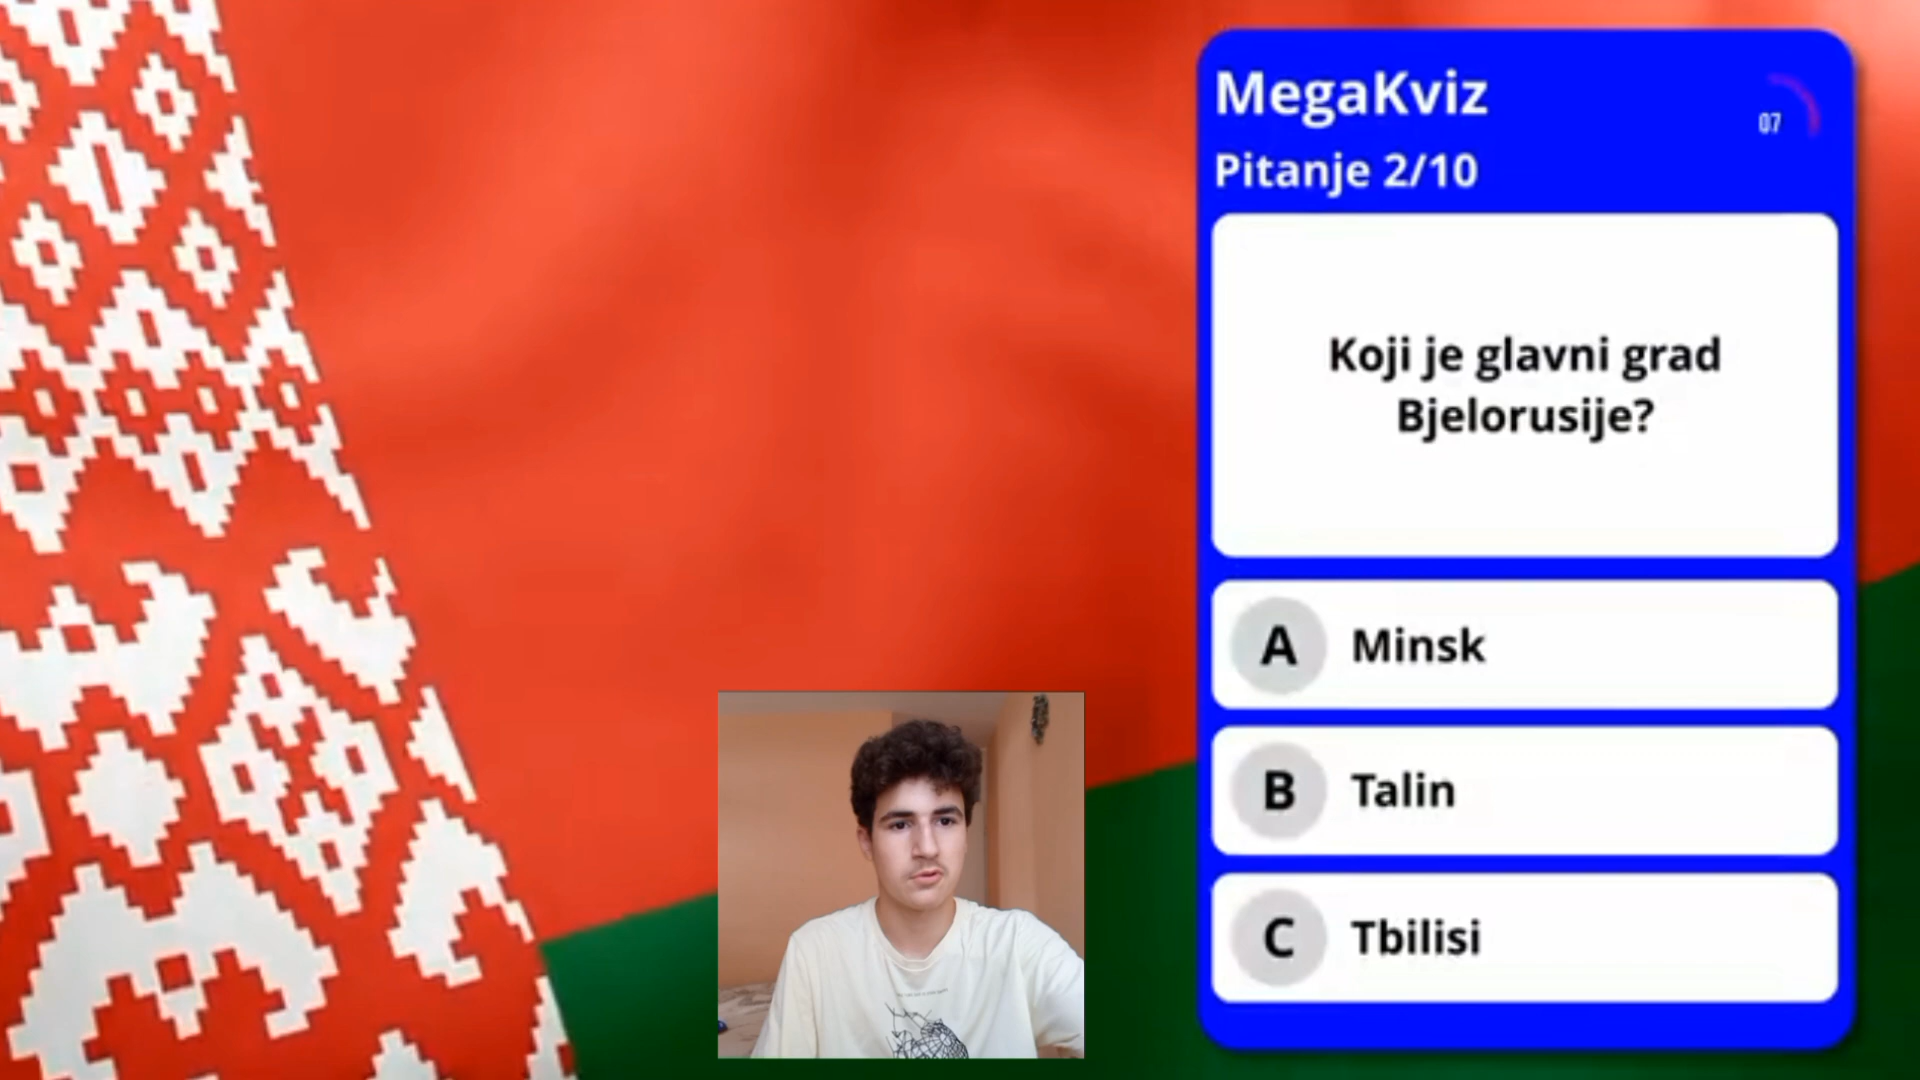 MegaKviz
07
Pitanje 2/10
Koji je glavni grad
Bjelorusije?
A Minsk
B Talin
C Tbilisi